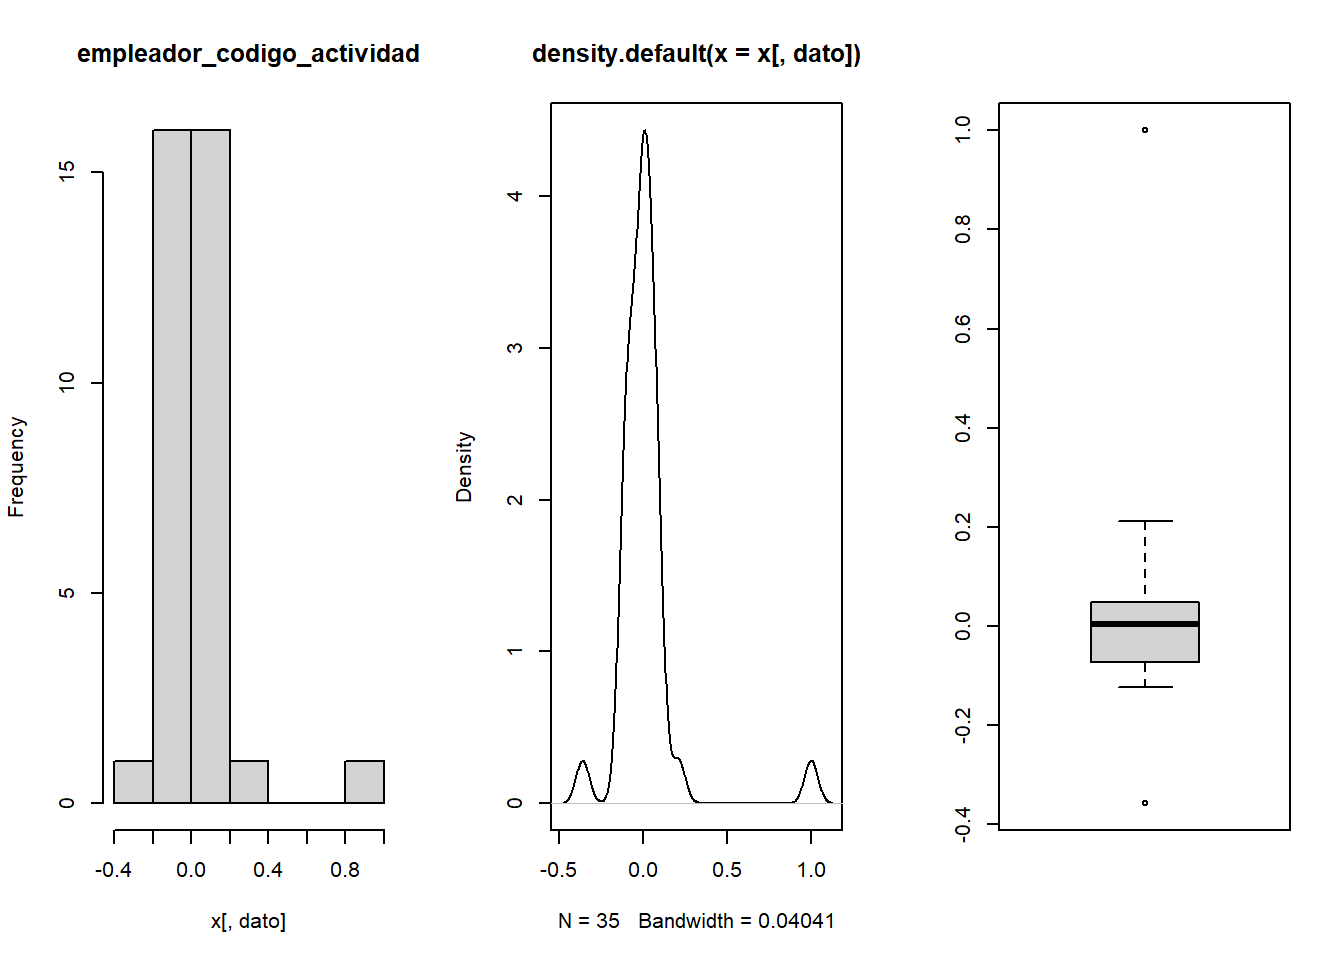 empleador_codigo_actividad
Frequency
15
10
5
0
-0.4 0.0 0.4 0.8
x[, dato]
density.default(x = x[, dato])
Density
4
3
2
1
0
-0.5 0.0 0.5 1.0
N = 35 Bandwidth = 0.04041
1.0
0.8
0.6
0.4
0.2
0.0
-0.2
-0.4